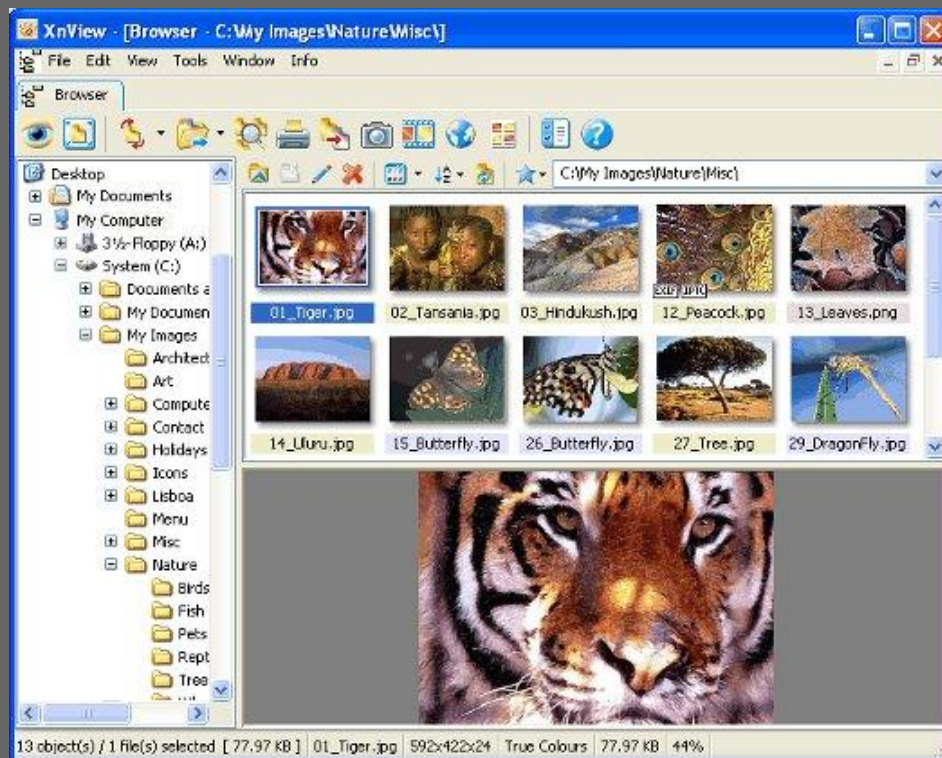 XnView - [Browser - C:\My Images\Nature\Misc\]
File Edit View Tools Window Info
Browser
Desktop
My Documents
My Computer
3½-Floppy (A:)
System (C:)
Documents a
My Documen
My Images
Architect
Art
Compute
Contact
Holidays
Icons
Lisboa
Menu
Misc
Nature
Birds
Fish
Pets
Rept
Tree
C:\My Images\Nature\Misc\
EXIF IPTC
01_Tiger.jpg 02_Tansania.jpg 03_Hindukush.jpg 12_Peacock.jpg 13_Leaves.png
14_Uluru.jpg 15_Butterfly.jpg 26_Butterfly.jpg 27_Tree.jpg 29_DragonFly.jpg
13 object(s) / 1 file(s) selected [ 77.97 KB ] 01_Tiger.jpg 592x422x24 True Colours 77.97 KB 44%